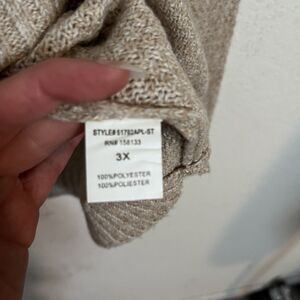 STYLE#51782APL-ST
RN# 158133
3X
100%POLYESTER
100%POLIESTER